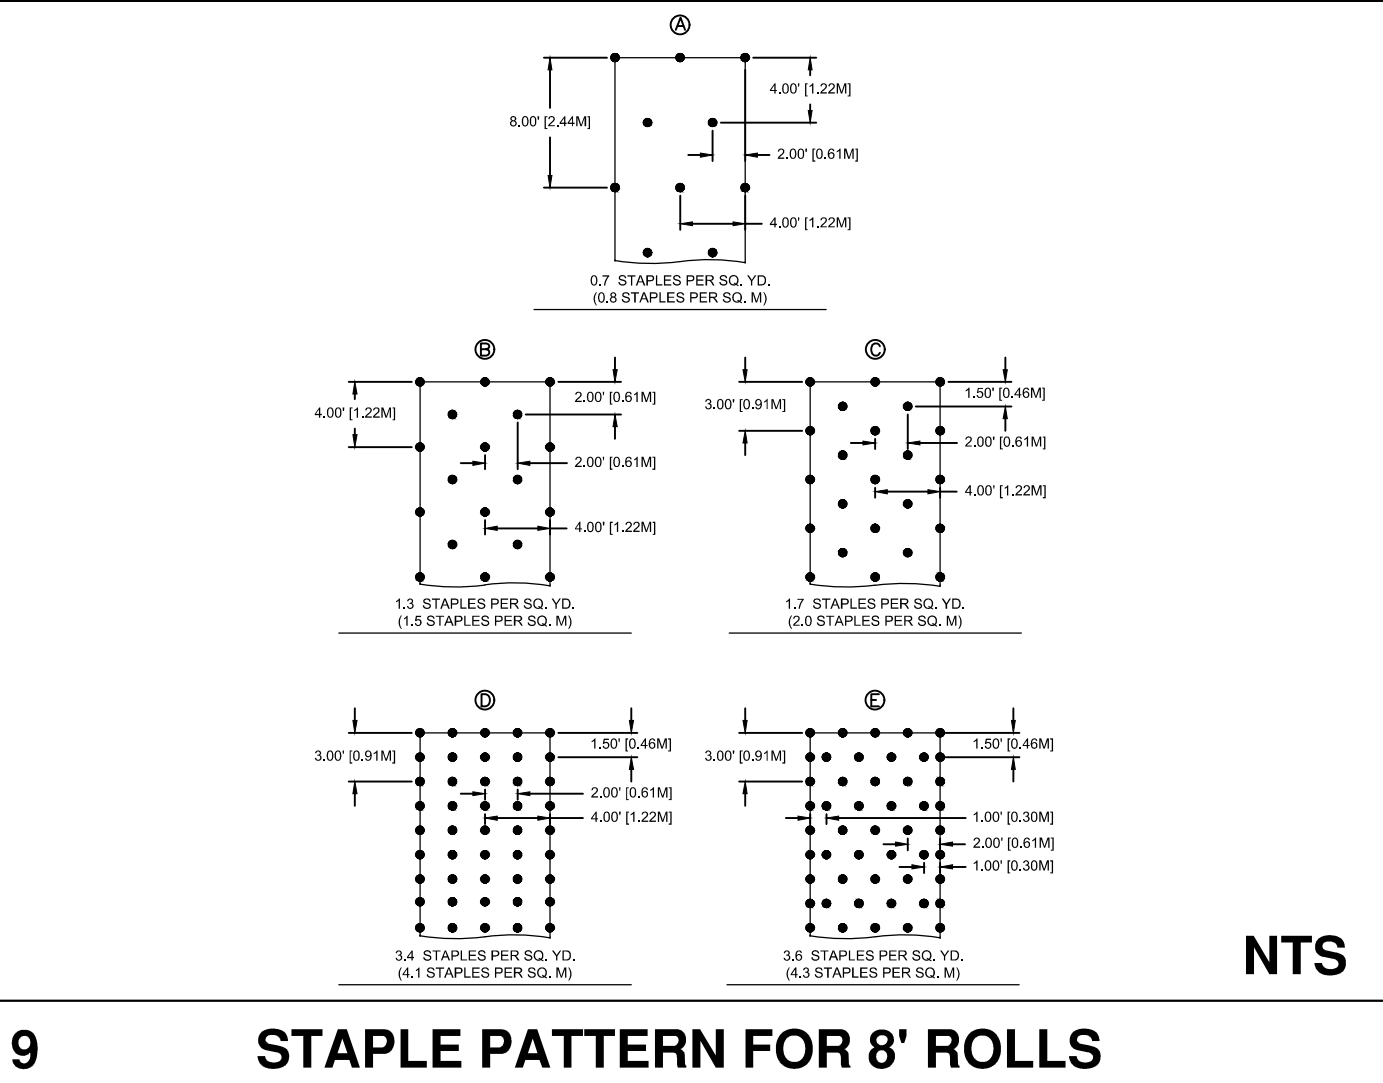 A
4.00' [1.22M]
8.00' [2.44M]
2.00' [0.61M]
4.00' [1.22M]
0.7 STAPLES PER SQ. YD.
(0.8 STAPLES PER SQ. M)
B
2.00' [0.61M]
4.00' [1.22M]
2.00' [0.61M]
4.00' [1.22M]
1.3 STAPLES PER SQ. YD.
(1.5 STAPLES PER SQ. M)
C
1.50' [0.46M]
3.00' [0.91M]
2.00' [0.61M]
4.00' [1.22M]
1.7 STAPLES PER SQ. YD.
(2.0 STAPLES PER SQ. M)
D
1.50' [0.46M]
3.00' [0.91M]
2.00' [0.61M]
4.00' [1.22M]
3.4 STAPLES PER SQ. YD.
(4.1 STAPLES PER SQ. M)
E
1.50' [0.46M]
3.00' [0.91M]
1.00' [0.30M]
2.00' [0.61M]
1.00' [0.30M]
3.6 STAPLES PER SQ. YD.
(4.3 STAPLES PER SQ. M)
NTS
9 STAPLE PATTERN FOR 8' ROLLS